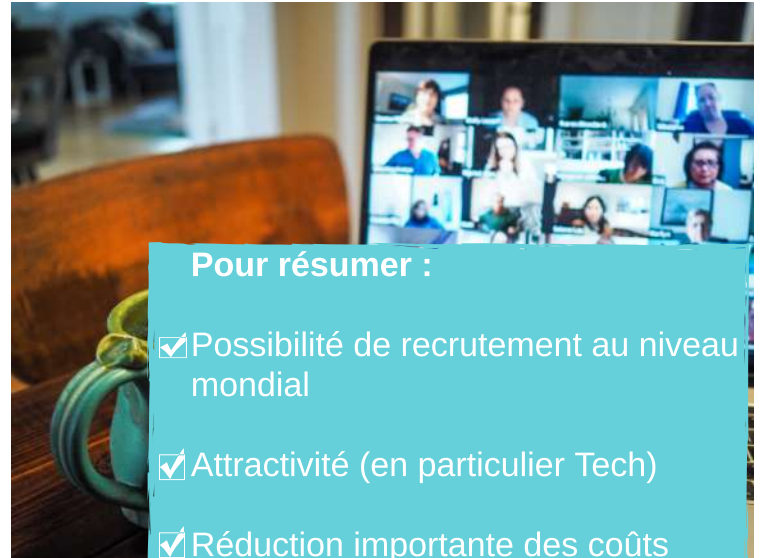 Pour résumer :
Possibilité de recrutement au niveau
mondial
Attractivité (en particulier Tech)
Réduction importante des coûts